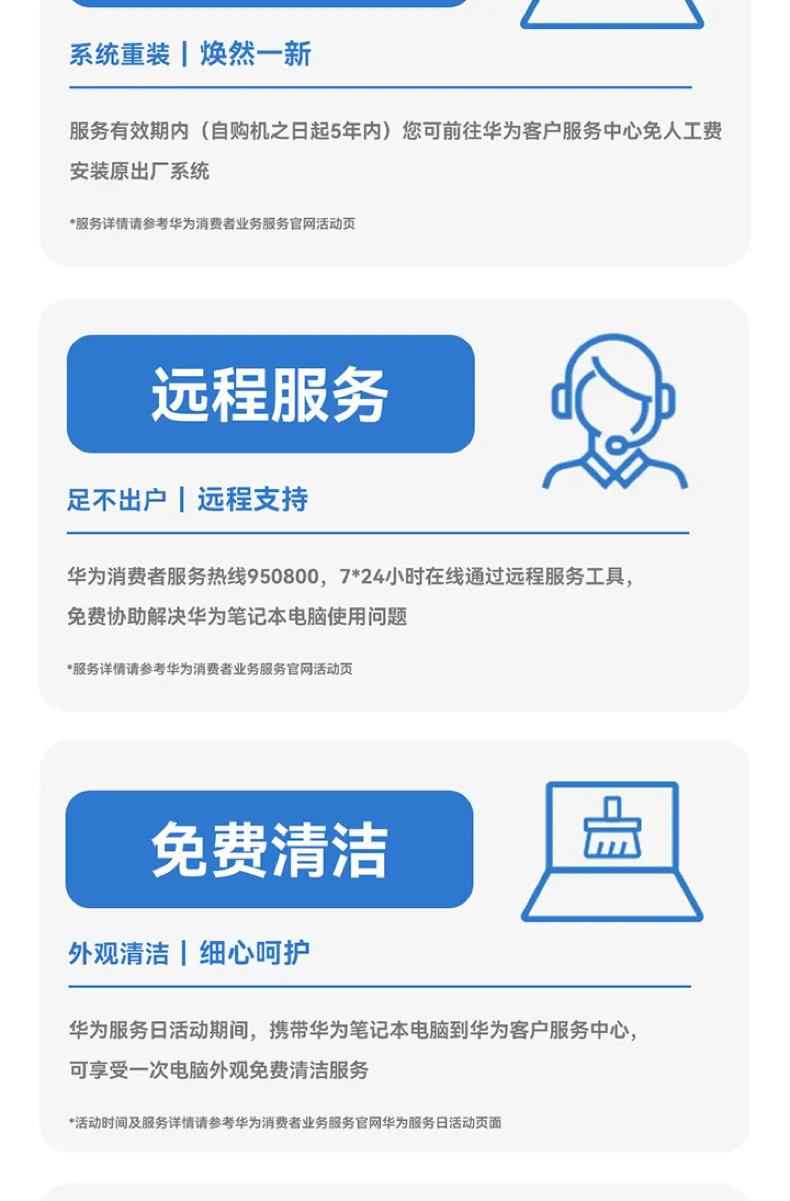 系统重装 | 焕然一新
服务有效期内（自购机之日起5年内）您可前往华为客户服务中心免人工费
安装原出厂系统
*服务详情请参考华为消费者业务服务官网活动页
远程服务
足不出户 | 远程支持
华为消费者服务热线950800，7*24小时在线通过远程服务工具，
免费协助解决华为笔记本电脑使用问题
*服务详情请参考华为消费者业务服务官网活动页
免费清洁
外观清洁 | 细心呵护
华为服务日活动期间，携带华为笔记本电脑到华为客户服务中心，
可享受一次电脑外观免费清洁服务
*活动时间及服务详情请参考华为消费者业务服务官网华为服务日活动页面